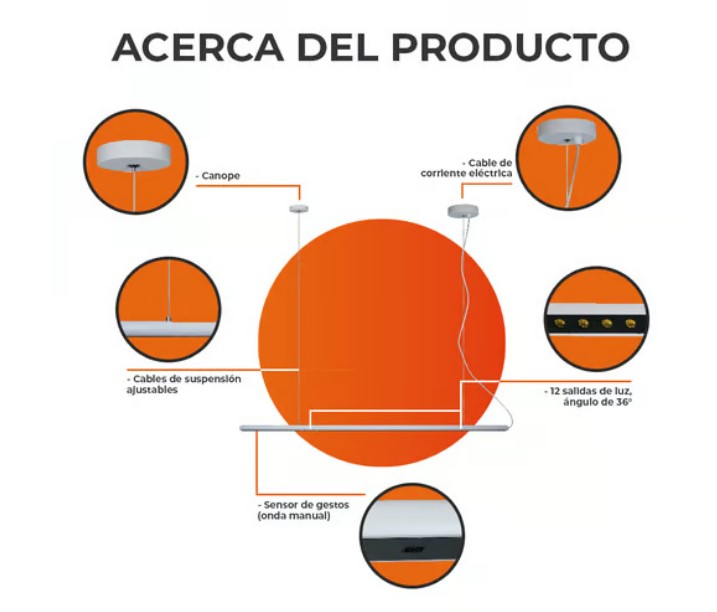 ACERCA DEL PRODUCTO
- Canope
- Cable de
corriente eléctrica
- Cables de suspensión
ajustables
- 12 salidas de luz,
ángulo de 36°
- Sensor de gestos
(onda manual)